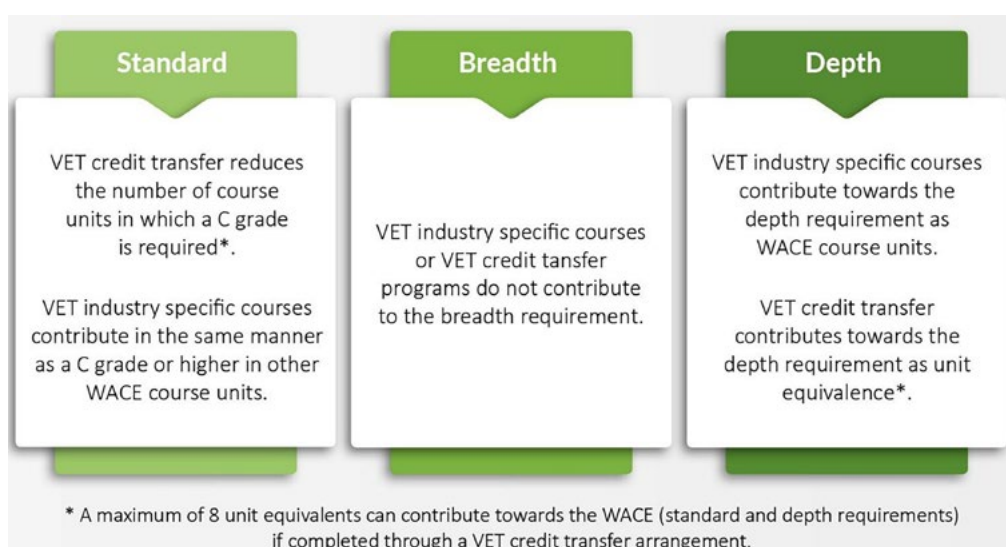 Standard
VET credit transfer reduces
the number of course
units in which a C grade
is required*.
VET industry specific courses
contribute in the same manner
as a C grade or higher in other
WACE course units.
Breadth
VET industry specific courses
or VET credit tansfer
programs do not contribute
to the breadth requirement.
Depth
VET industry specific courses
contribute towards the
depth requirement as
WACE course units.
VET credit transfer
contributes towards the
depth requirement as unit
equivalence*.
* A maximum of 8 unit equivalents can contribute towards the WACE (standard and depth requirements)
if completed through a VET credit transfer arrangement.